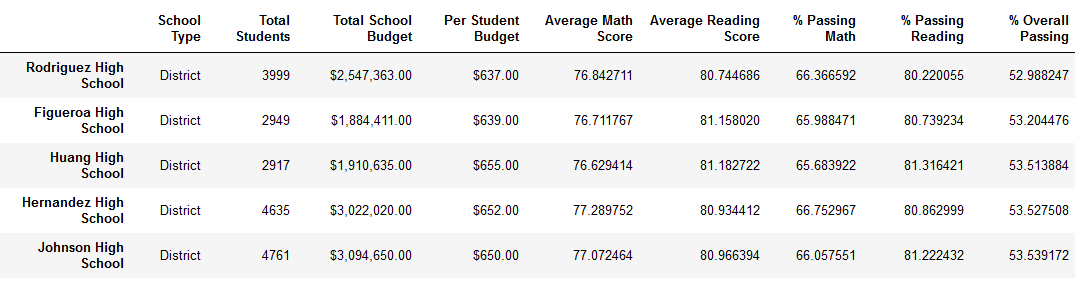 School Type Total Students Total School Budget Per Student Budget Average Math Score Average Reading Score % Passing Math % Passing Reading % Overall Passing
Rodriguez High School District 3999 $2,547,363.00 $637.00 76.842711 80.744686 66.366592 80.220055 52.988247
Figueroa High School District 2949 $1,884,411.00 $639.00 76.711767 81.158020 65.988471 80.739234 53.204476
Huang High School District 2917 $1,910,635.00 $655.00 76.629414 81.182722 65.683922 81.316421 53.513884
Hernandez High School District 4635 $3,022,020.00 $652.00 77.289752 80.934412 66.752967 80.862999 53.527508
Johnson High School District 4761 $3,094,650.00 $650.00 77.072464 80.966394 66.057551 81.222432 53.539172